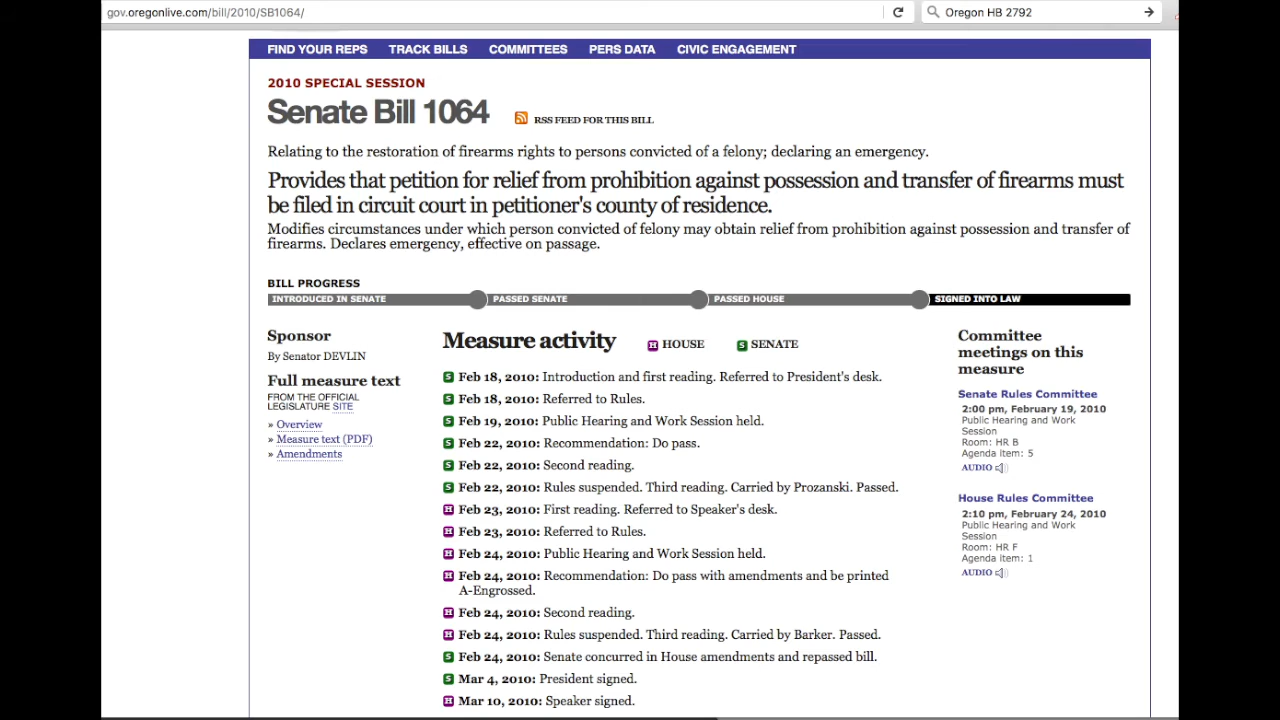 gov.oregonlive.com/bill/2010/SB1064/
Oregon HB 2792
FIND YOUR REPS TRACK BILLS COMMITTEES PERS DATA CIVIC ENGAGEMENT
2010 SPECIAL SESSION
Senate Bill 1064 RSS FEED FOR THIS BILL
Relating to the restoration of firearms rights to persons convicted of a felony; declaring an emergency.
Provides that petition for relief from prohibition against possession and transfer of firearms must
be filed in circuit court in petitioner's county of residence.
Modifies circumstances under which person convicted of felony may obtain relief from prohibition against possession and transfer of
firearms. Declares emergency, effective on passage.
BILL PROGRESS
INTRODUCED IN SENATE PASSED SENATE PASSED HOUSE SIGNED INTO LAW
Sponsor
By Senator DEVLIN
Full measure text
FROM THE OFFICIAL
LEGISLATURE SITE
» Overview
» Measure text (PDF)
» Amendments
Measure activity H HOUSE S SENATE
S Feb 18, 2010: Introduction and first reading. Referred to President's desk.
S Feb 18, 2010: Referred to Rules.
S Feb 19, 2010: Public Hearing and Work Session held.
S Feb 22, 2010: Recommendation: Do pass.
S Feb 22, 2010: Second reading.
S Feb 22, 2010: Rules suspended. Third reading. Carried by Prozanski. Passed.
H Feb 23, 2010: First reading. Referred to Speaker's desk.
H Feb 23, 2010: Referred to Rules.
H Feb 24, 2010: Public Hearing and Work Session held.
H Feb 24, 2010: Recommendation: Do pass with amendments and be printed
A-Engrossed.
H Feb 24, 2010: Second reading.
H Feb 24, 2010: Rules suspended. Third reading. Carried by Barker. Passed.
S Feb 24, 2010: Senate concurred in House amendments and repassed bill.
S Mar 4, 2010: President signed.
H Mar 10, 2010: Speaker signed.
Committee
meetings on this
measure
Senate Rules Committee
2:00 pm, February 19, 2010
Public Hearing and Work
Session
Room: HR B
Agenda item: 5
AUDIO
House Rules Committee
2:10 pm, February 24, 2010
Public Hearing and Work
Session
Room: HR F
Agenda item: 1
AUDIO